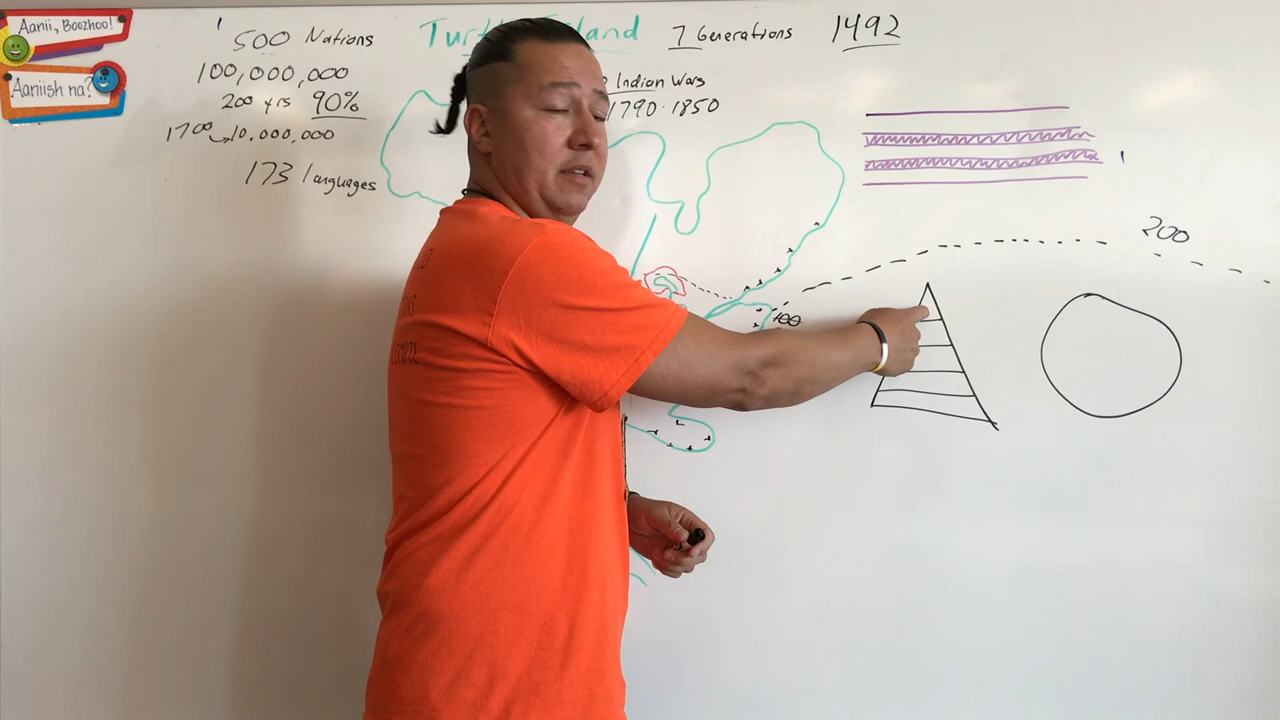 Aanii, Boozhoo!
Aaniish na?
500 Nations
100,000,000
200 yrs 90%
1700 10,000,000
173 languages
7 Generations
1492
Indian Wars
1790-1850
100
200